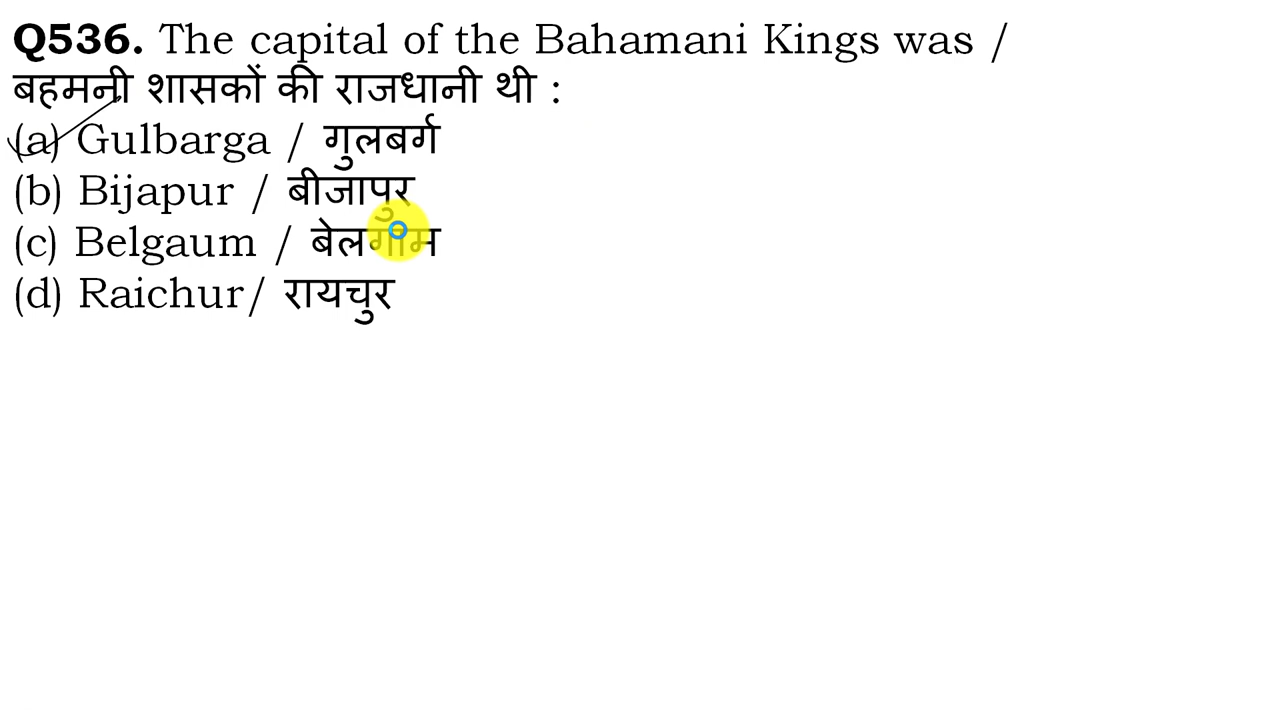 Q536. The capital of the Bahamani Kings was /
बहमनी शासकों की राजधानी थी :
(a) Gulbarga / गुलबर्ग
(b) Bijapur / बीजापुर
(c) Belgaum / बेलगाम
(d) Raichur/ रायचुर